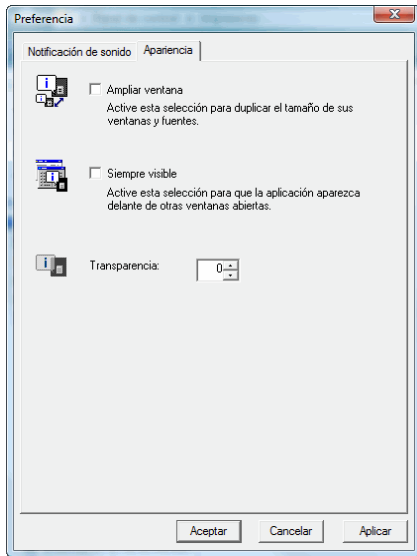 Preferencia
Notificación de sonido
Apariencia
Ampliar ventana
Active esta selección para duplicar el tamaño de sus
ventanas y fuentes.
Siempre visible
Active esta selección para que la aplicación aparezca
delante de otras ventanas abiertas.
Transparencia:
0
Aceptar
Cancelar
Aplicar